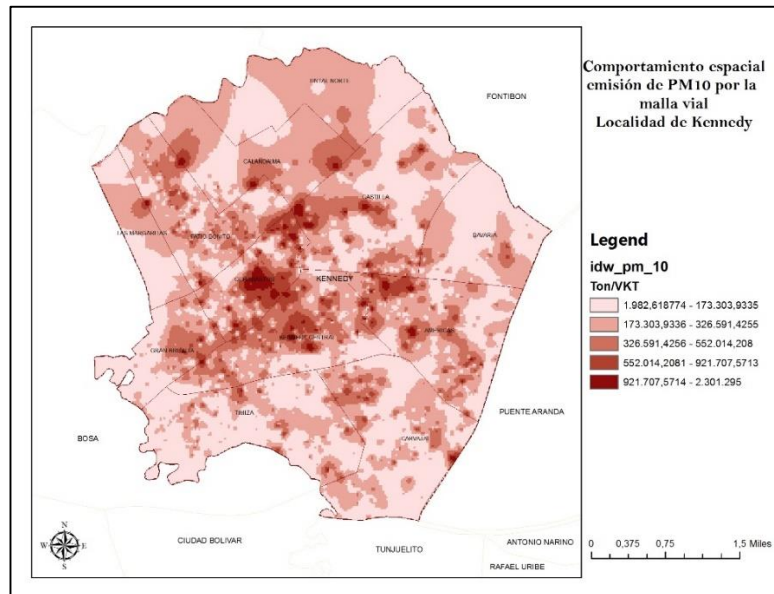 Comportamiento espacial
emisión de PM10 por la
malla vial
Localidad de Kennedy
FONTIBON
CALANDAIMA
CASTILLA
BAVARIA
LAS MARGARITAS
PATIO BONITO
KENNEDY
AMERICAS
GRAN BRITALIA
TIMIZA
CARVAJAL
PUENTE ARANDA
BOSA
CIUDAD BOLIVAR
TUNJUELITO
ANTONIO NARINO
RAFAEL URIBE
N
W E
S
Legend
idw_pm_10
Ton/VKT
1.982,618774 - 173.303,9335
173.303,9336 - 326.591,4255
326.591,4256 - 552.014,208
552.014,2081 - 921.707,5713
921.707,5714 - 2.301.295
0 0,375 0,75 1,5 Miles